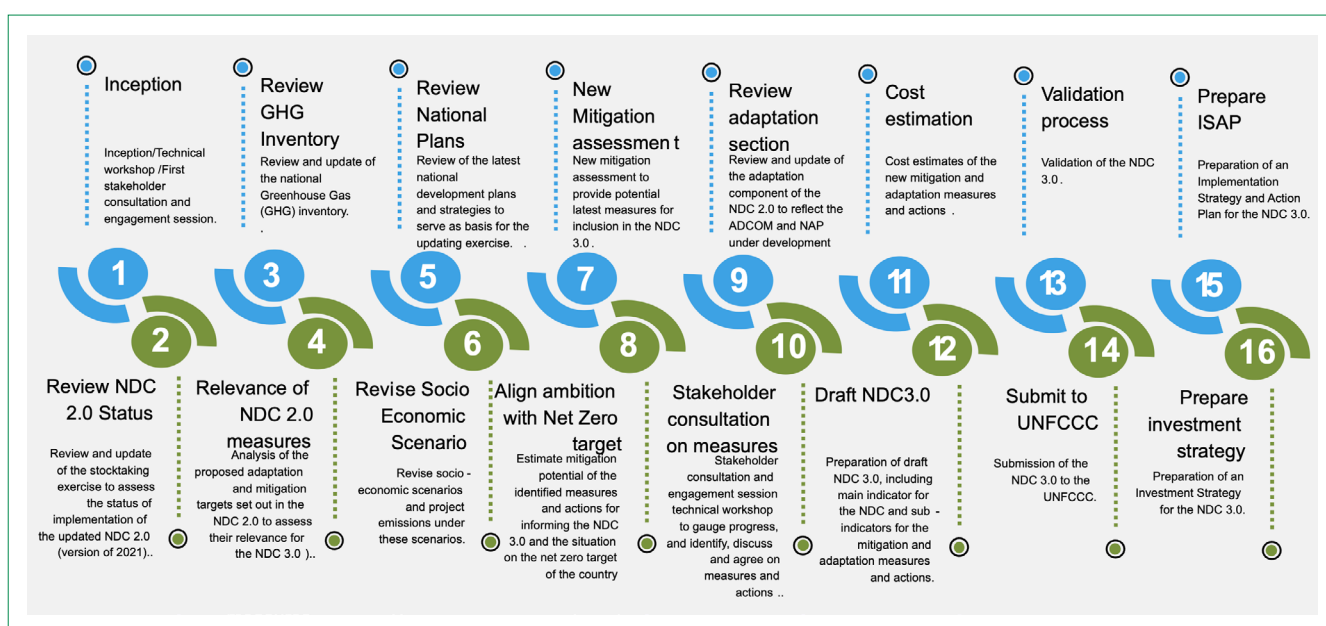 Inception
Inception/Technical
workshop /First
stakeholder
consultation and
engagement session.
1
2
Review NDC
2.0 Status
Review and update
of the stocktaking
exercise to assess
the status of
implementation of
the updated NDC 2.0
(version of 2021)..
Review
GHG
Inventory
Review and update of
the national
Greenhouse Gas
(GHG) inventory.
.
3
4
Relevance of
NDC 2.0
measures
Analysis of the
proposed adaptation
and mitigation
targets set out in the
NDC 2.0 to assess
their relevance for
the NDC 3.0 )..
Review
National
Plans
Review of the latest
national
development plans
and strategies to
serve as basis for the
updating exercise. .
5
6
Revise Socio
Economic
Scenario
Revise socio -
economic scenarios
and project
emissions under
these scenarios.
New
Mitigation
assessmen t
New mitigation
assessment to
provide potential
latest measures for
inclusion in the NDC
3.0 .
7
8
Align ambition
with Net Zero
target
Estimate mitigation
potential of the
identified measures
and actions for
informing the NDC
3.0 and the situation
on the net zero target
of the country
Review
adaptation
section
Review and update of
the adaptation
component of the
NDC 2.0 to reflect the
ADCOM and NAP
under development
9
10
Stakeholder
consultation
on measures
Stakeholder
consultation and
engagement session
technical workshop
to gauge progress,
and identify, discuss
and agree on
measures and
actions ..
Cost
estimation
Cost estimates of the
new mitigation and
adaptation measures
and actions .
11
12
Draft NDC3.0
Preparation of draft
NDC 3.0, including
main indicator for
the NDC and sub -
indicators for the
mitigation and
adaptation measures
and actions.
Validation
process
Validation of the NDC
3.0 .
13
14
Submit to
UNFCCC
Submission of the
NDC 3.0 to the
UNFCCC.
Prepare
ISAP
Preparation of an
Implementation
Strategy and Action
Plan for the NDC 3.0.
15
16
Prepare
investment
strategy
Preparation of an
Investment Strategy
for the NDC 3.0.